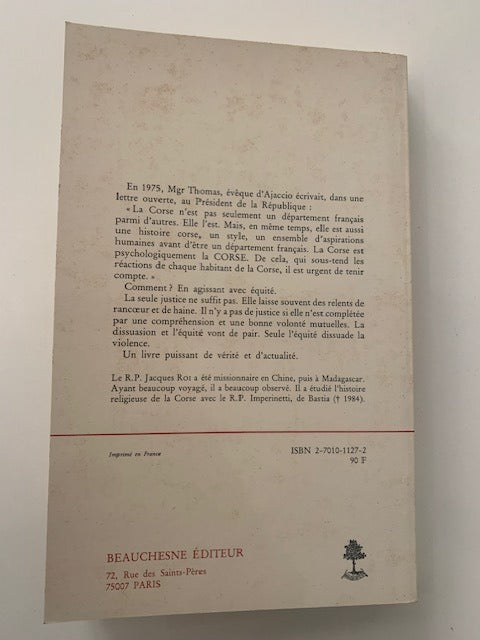 En 1975, Mgr Thomas, évêque d'Ajaccio écrivait, dans une
lettre ouverte, au Président de la République :
« La Corse n'est pas seulement un département français
parmi d'autres. Elle l'est. Mais, en même temps, elle est aussi
une histoire corse, un style, un ensemble d'aspirations
humaines avant d'être un département français. La Corse est
psychologiquement la CORSE. De cela, qui sous-tend les
réactions de chaque habitant de la Corse, il est urgent de tenir
compte. »
Comment ? En agissant avec équité.
La seule justice ne suffit pas. Elle laisse souvent des relents de
rancœur et de haine. Il n'y a pas de justice si elle n'est complétée
par une compréhension et une bonne volonté mutuelles. La
dissuasion et l'équité vont de pair. Seule l'équité dissuade la
violence.
Un livre puissant de vérité et d'actualité.
Le R.P. Jacques ROI a été missionnaire en Chine, puis à Madagascar.
Ayant beaucoup voyagé, il a beaucoup observé. Il a étudié l'histoire
religieuse de la Corse avec le R.P. Imperinetti, de Bastia († 1984).
Imprimé en France
ISBN 2-7010-1127-2
90 F
BEAUCHESNE ÉDITEUR
72, Rue des Saints-Pères
75007 PARIS